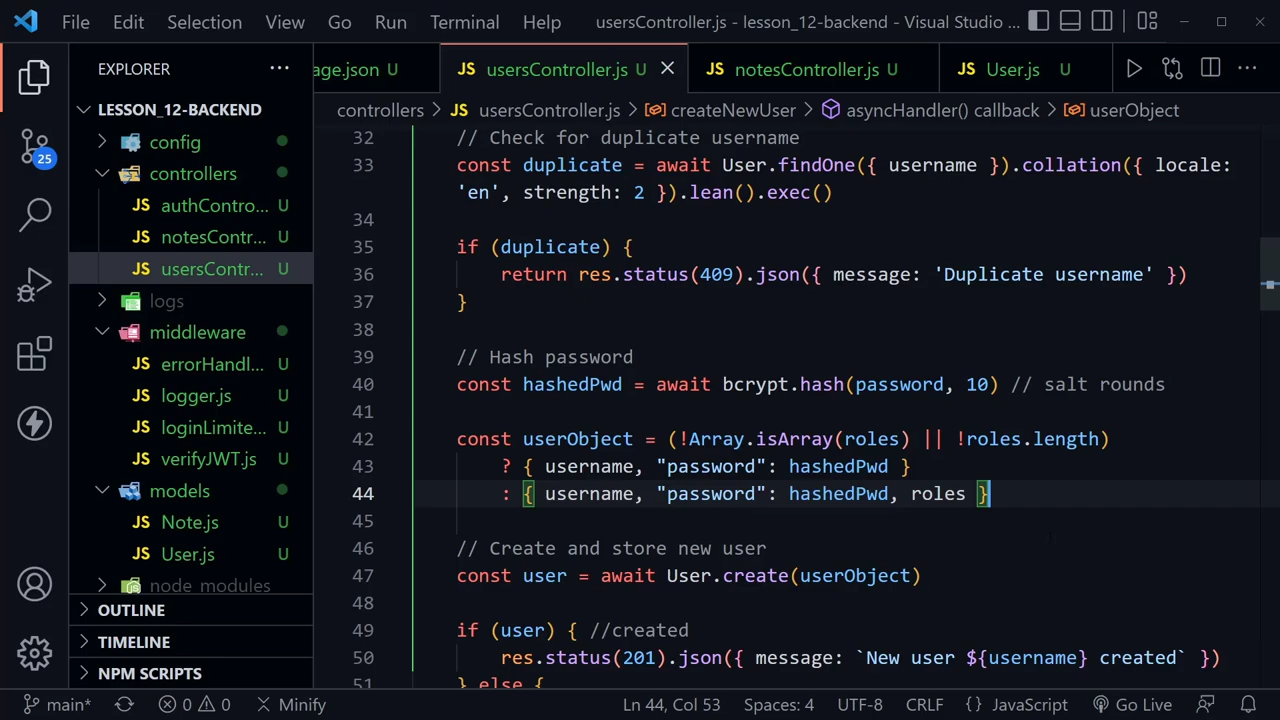 File Edit Selection View Go Run Terminal Help usersController.js - lesson_12-backend - Visual Studio ...
EXPLORER
age.json U
JS usersController.js U
JS notesController.js U
JS User.js U
LESSON_12-BACKEND
controllers > JS usersController.js > createNewUser > asyncHandler() callback > userObject
config
controllers
JS authContro... U
JS notesContr... U
JS usersContr... U
logs
middleware
JS errorHandl... U
JS logger.js U
JS loginLimite... U
JS verifyJWT.js U
models
JS Note.js U
JS User.js U
node_modules
OUTLINE
TIMELINE
NPM SCRIPTS
25
32 // Check for duplicate username
33 const duplicate = await User.findOne({ username }).collation({ locale:
'en', strength: 2 }).lean().exec()
34
35 if (duplicate) {
36 return res.status(409).json({ message: 'Duplicate username' })
37 }
38
39 // Hash password
40 const hashedPwd = await bcrypt.hash(password, 10) // salt rounds
41
42 const userObject = (!Array.isArray(roles) || !roles.length)
43 ? { username, "password": hashedPwd }
44 : { username, "password": hashedPwd, roles }
45
46 // Create and store new user
47 const user = await User.create(userObject)
48
49 if (user) { //created
50 res.status(201).json({ message: `New user ${username} created` })
51 } else {
main* 0 0 Minify Ln 44, Col 53 Spaces: 4 UTF-8 CRLF {} JavaScript Go Live